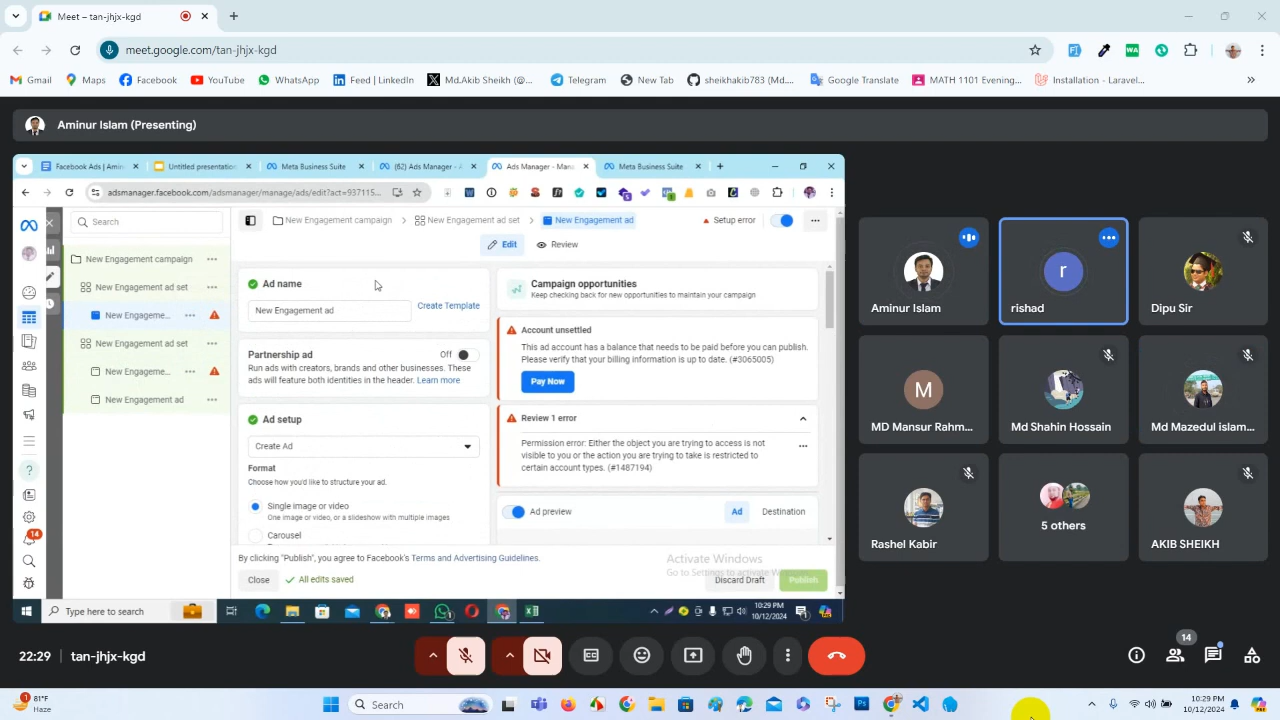 Meet – tan-jhjx-kgd
meet.google.com/tan-jhjx-kgd
Gmail
Maps
Facebook
YouTube
WhatsApp
Feed | LinkedIn
Md.Akib Sheikh (@...
Telegram
New Tab
sheikhakib783 (Md....
Google Translate
MATH 1101 Evening...
Installation - Laravel...
Aminur Islam (Presenting)
Facebook Ads | Amin
Untitled presentation
Meta Business Suite
(62) Ads Manager - A
Ads Manager - Mana
Meta Business Suite
adsmanager.facebook.com/adsmanager/manage/ads/edit?act=937115...
Search
New Engagement campaign
New Engagement ad set
New Engagement ad
Setup error
Edit
Review
New Engagement campaign
New Engagement ad set
New Engageme...
New Engagement ad set
New Engageme...
New Engagement ad
Ad name
New Engagement ad
Create Template
Partnership ad
Off
Run ads with creators, brands and other businesses. These
ads will feature both identities in the header. Learn more
Ad setup
Create Ad
Format
Choose how you'd like to structure your ad.
Single image or video
One image or video, or a slideshow with multiple images
Carousel
Campaign opportunities
Keep checking back for new opportunities to maintain your campaign
Account unsettled
This ad account has a balance that needs to be paid before you can publish.
Please verify that your billing information is up to date. (#3065005)
Pay Now
Review 1 error
Permission error: Either the object you are trying to access is not
visible to you or the action you are trying to take is restricted to
certain account types. (#1487194)
Ad preview
Ad
Destination
By clicking "Publish", you agree to Facebook's Terms and Advertising Guidelines.
Activate Windows
Go to Settings to activate W
Close
All edits saved
Discard Draft
Publish
14
Type here to search
10:29 PM
10/12/2024
Aminur Islam
r
rishad
Dipu Sir
M
MD Mansur Rahm...
Md Shahin Hossain
Md Mazedul islam...
Rashel Kabir
5 others
AKIB SHEIKH
22:29
tan-jhjx-kgd
14
81°F
Haze
Search
10:29 PM
10/12/2024